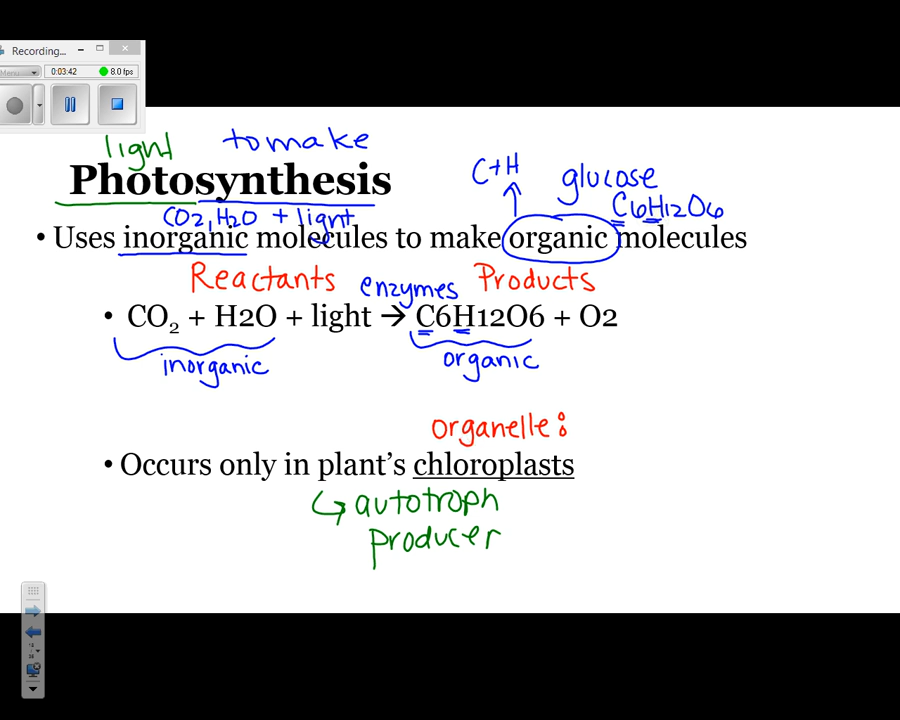 Recording...
Menu
0:03:42
8.0 fps
light
to make
Photosynthesis
C+H
glucose
C6H12O6
CO2, H2O + light
• Uses inorganic molecules to make organic molecules
Reactants
enzymes
Products
• CO₂ + H2O + light → C6H12O6 + O2
inorganic
organic
organelle:
• Occurs only in plant’s chloroplasts
↳ autotroph
producer